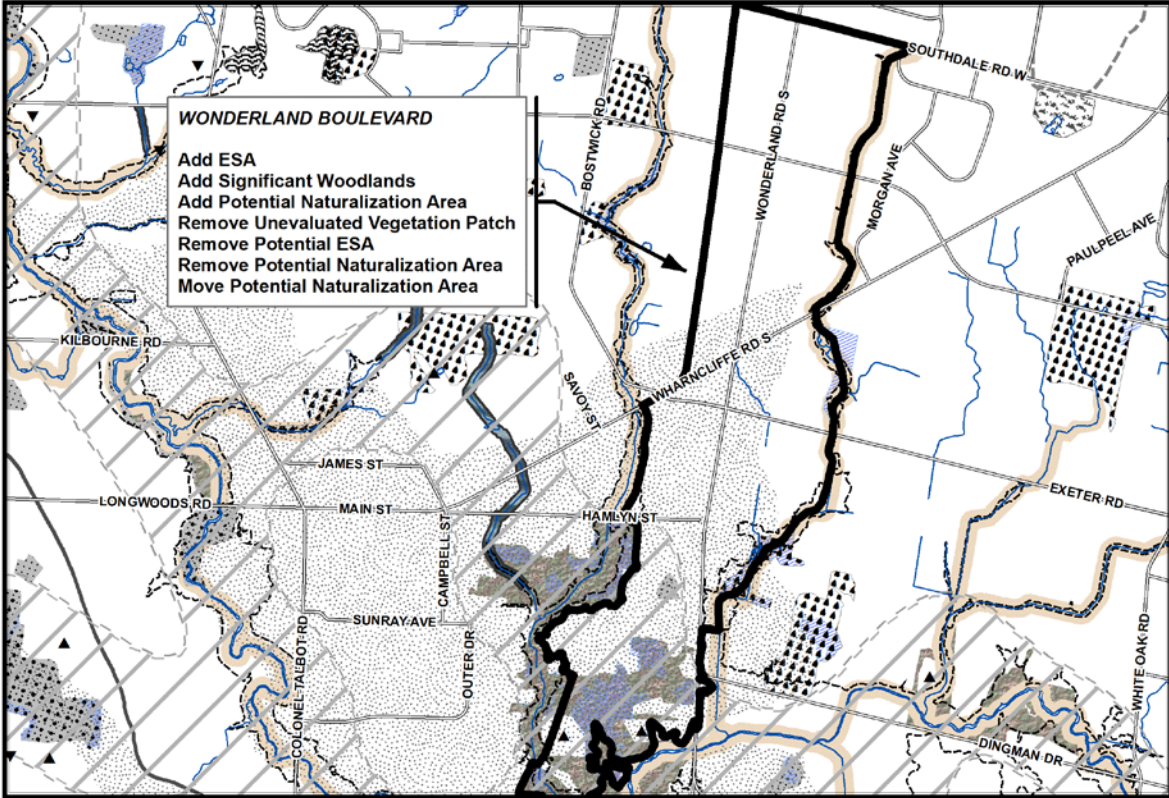 SOUTHDALE RD W
WONDERLAND BOULEVARD
Add ESA
Add Significant Woodlands
Add Potential Naturalization Area
Remove Unevaluated Vegetation Patch
Remove Potential ESA
Remove Potential Naturalization Area
Move Potential Naturalization Area
BOSTWICK RD
WONDERLAND RD S
MORGAN AVE
PAULPEEL AVE
KILBOURNE RD
WHARNCLIFFE RD S
SAVOY ST
JAMES ST
LONGWOODS RD
MAIN ST
HAMLYN ST
EXETER RD
CAMPBELL ST
SUNRAY AVE
OUTER DR
COLONEL TALBOT RD
WHITE OAK RD
DINGMAN DR